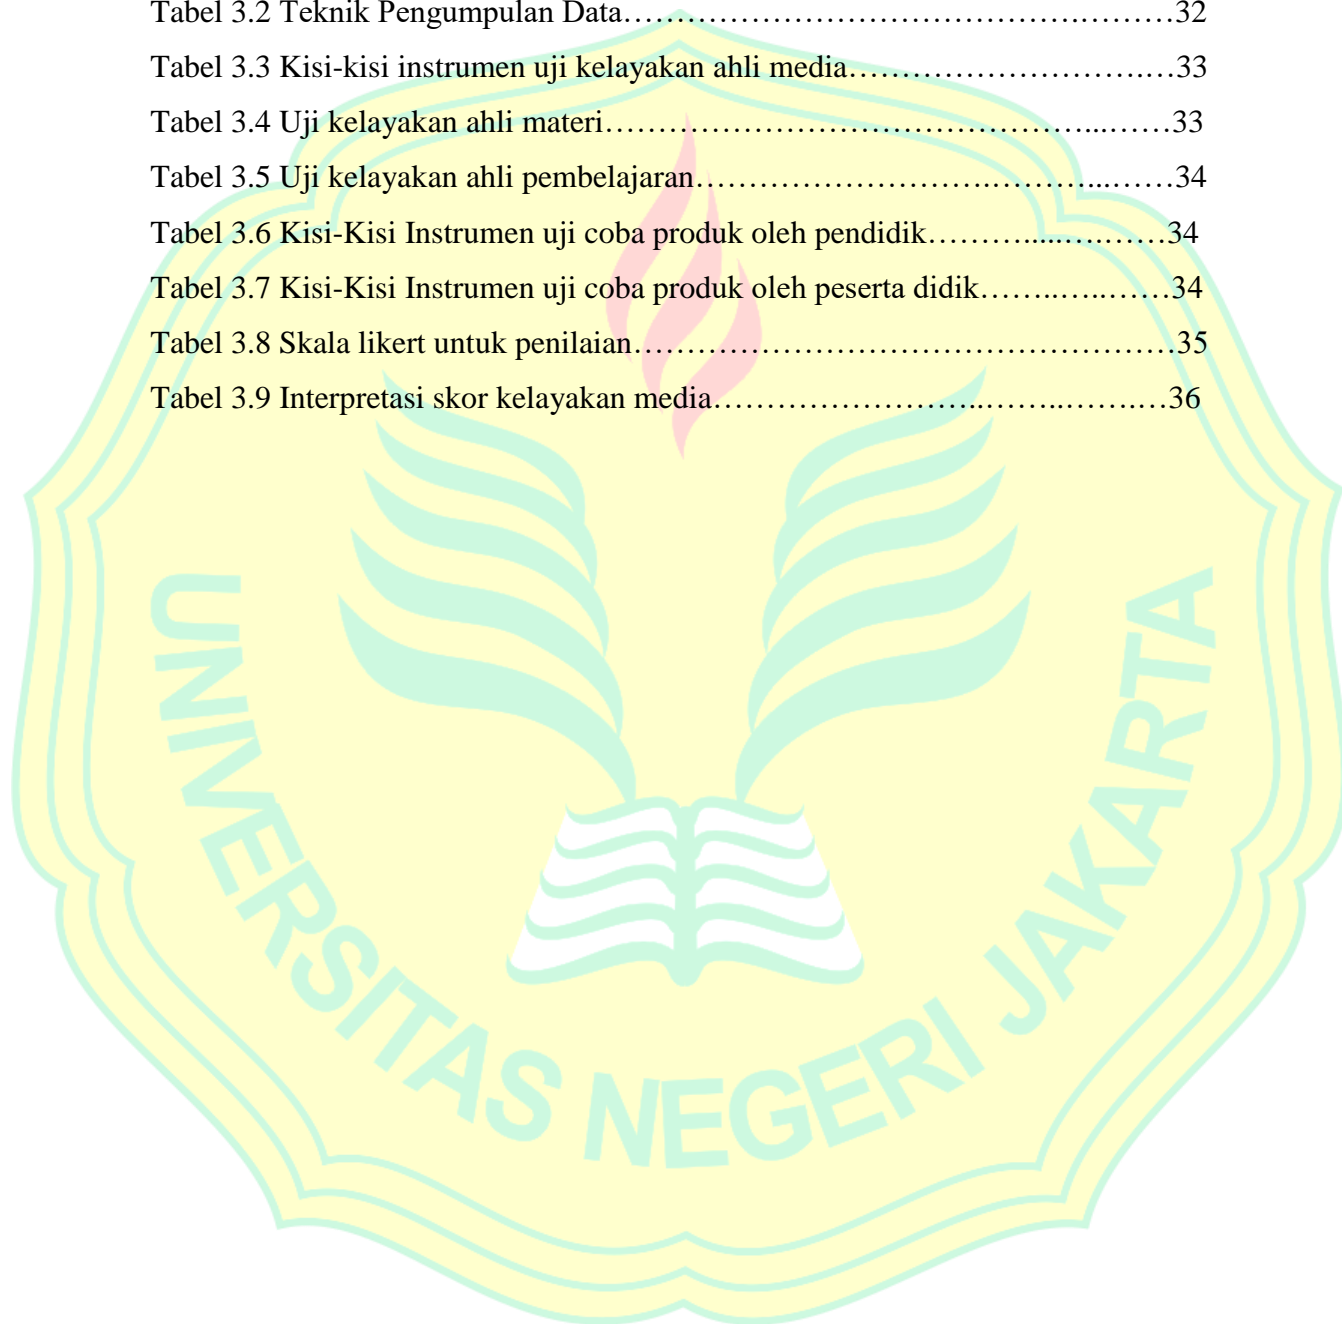 Tabel 3.2 Teknik Pengumpulan Data…………………………………….………32
Tabel 3.3 Kisi-kisi instrumen uji kelayakan ahli media……………………….…33
Tabel 3.4 Uji kelayakan ahli materi………………………………………...……33
Tabel 3.5 Uji kelayakan ahli pembelajaran……………………….………...……34
Tabel 3.6 Kisi-Kisi Instrumen uji coba produk oleh pendidik………....….……34
Tabel 3.7 Kisi-Kisi Instrumen uji coba produk oleh peserta didik……..…..……34
Tabel 3.8 Skala likert untuk penilaian……………………………………………35
Tabel 3.9 Interpretasi skor kelayakan media……………………..……..…….…36
UNIVERSITAS NEGERI JAKARTA